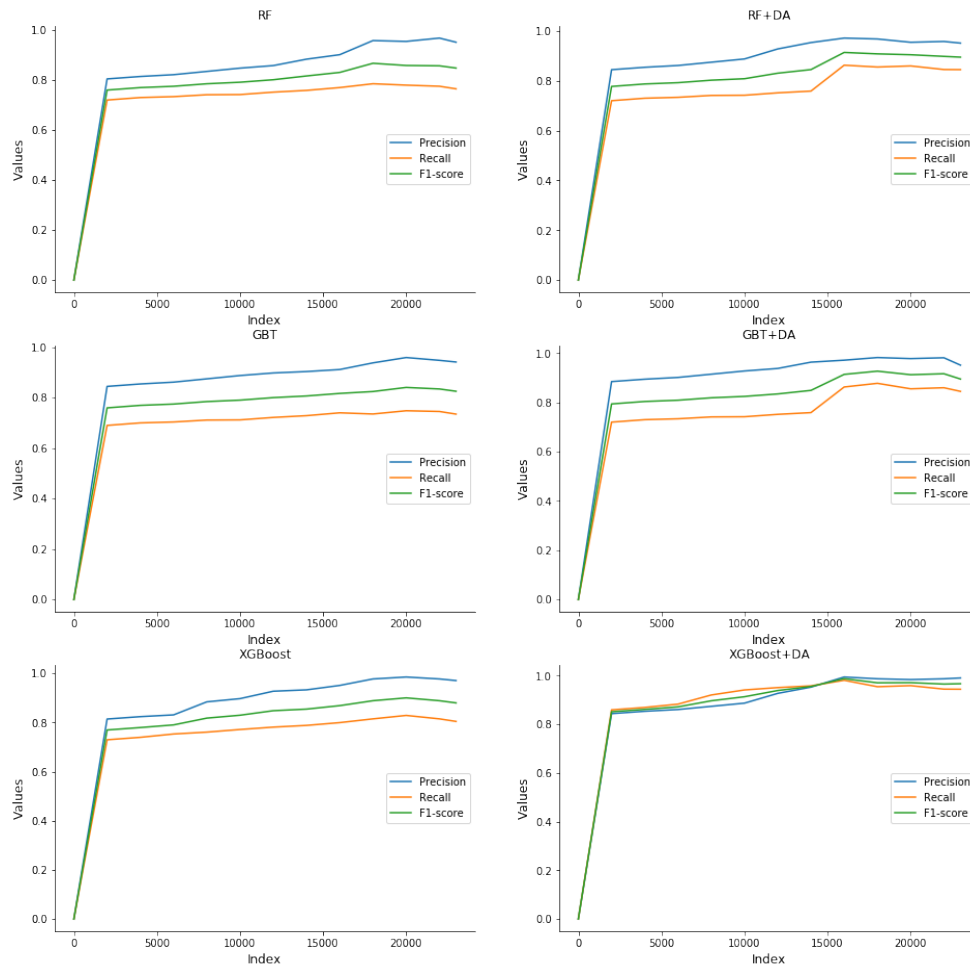 RF
1.0
0.8
0.6
0.4
0.2
0.0
Values
0 5000 10000 15000 20000
Index
Precision
Recall
F1-score
RF+DA
1.0
0.8
0.6
0.4
0.2
0.0
Values
0 5000 10000 15000 20000
Index
Precision
Recall
F1-score
GBT
1.0
0.8
0.6
0.4
0.2
0.0
Values
0 5000 10000 15000 20000
Index
Precision
Recall
F1-score
GBT+DA
1.0
0.8
0.6
0.4
0.2
0.0
Values
0 5000 10000 15000 20000
Index
Precision
Recall
F1-score
XGBoost
1.0
0.8
0.6
0.4
0.2
0.0
Values
0 5000 10000 15000 20000
Index
Precision
Recall
F1-score
XGBoost+DA
1.0
0.8
0.6
0.4
0.2
0.0
Values
0 5000 10000 15000 20000
Index
Precision
Recall
F1-score